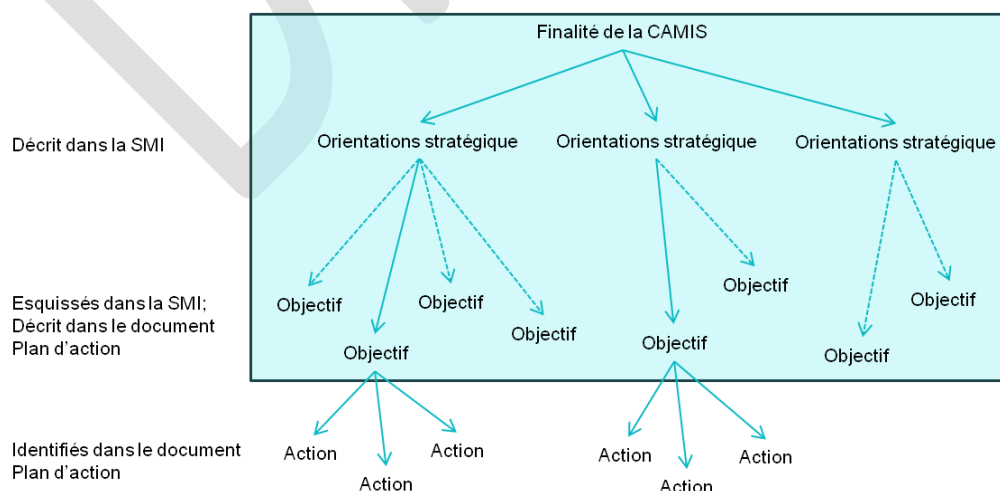 Finalité de la CAMIS
Décrit dans la SMI
Orientations stratégique
Orientations stratégique
Orientations stratégique
Esquissés dans la SMI;
Décrit dans le document
Plan d'action
Objectif
Objectif
Objectif
Objectif
Objectif
Objectif
Objectif
Objectif
Identifiés dans le document
Plan d'action
Action
Action
Action
Action
Action
Action